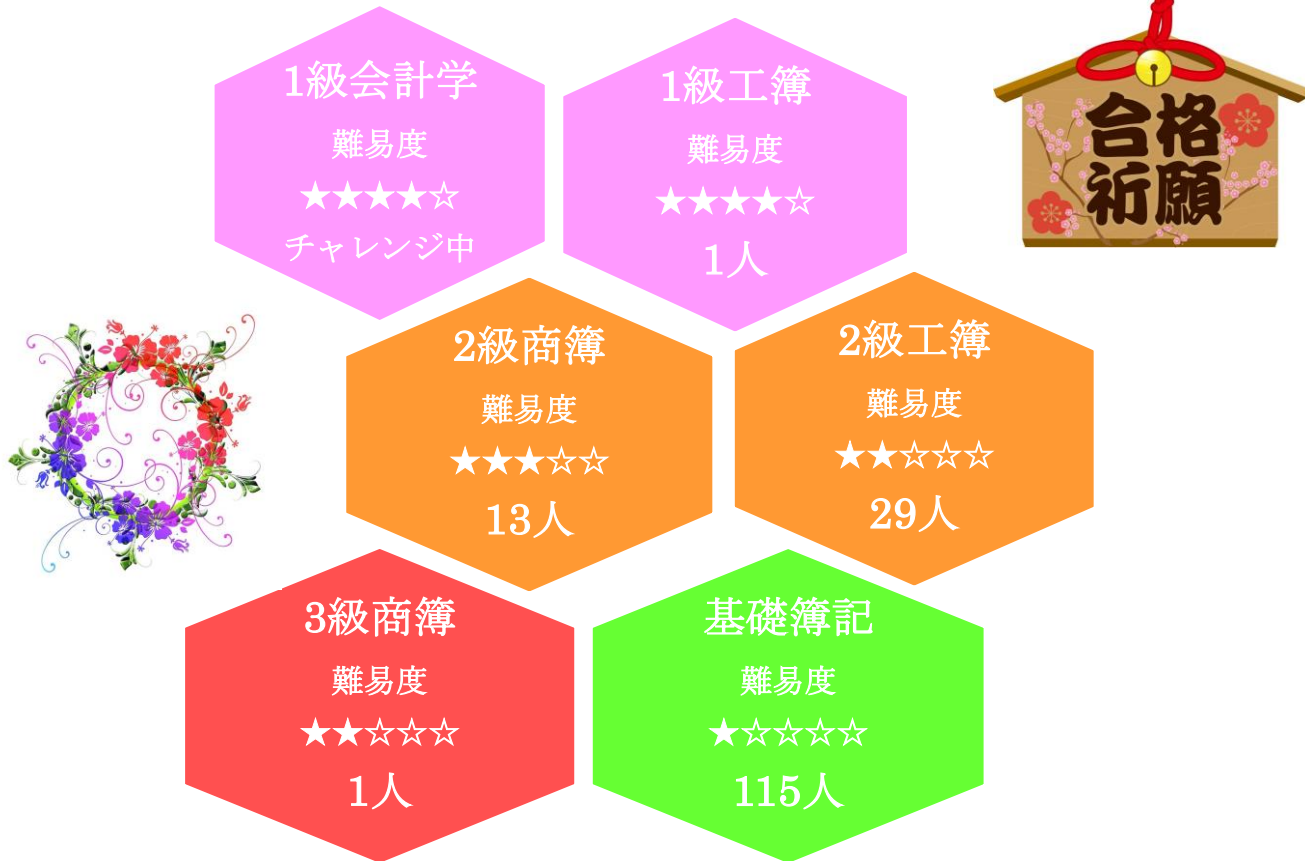 1級会計学
難易度
★★★★☆
チャレンジ中
1級工簿
難易度
★★★★☆
1人
合格
祈願
2級商簿
難易度
★★★☆☆
13人
2級工簿
難易度
★★☆☆☆
29人
3級商簿
難易度
★★☆☆☆
1人
基礎簿記
難易度
★☆☆☆☆
115人